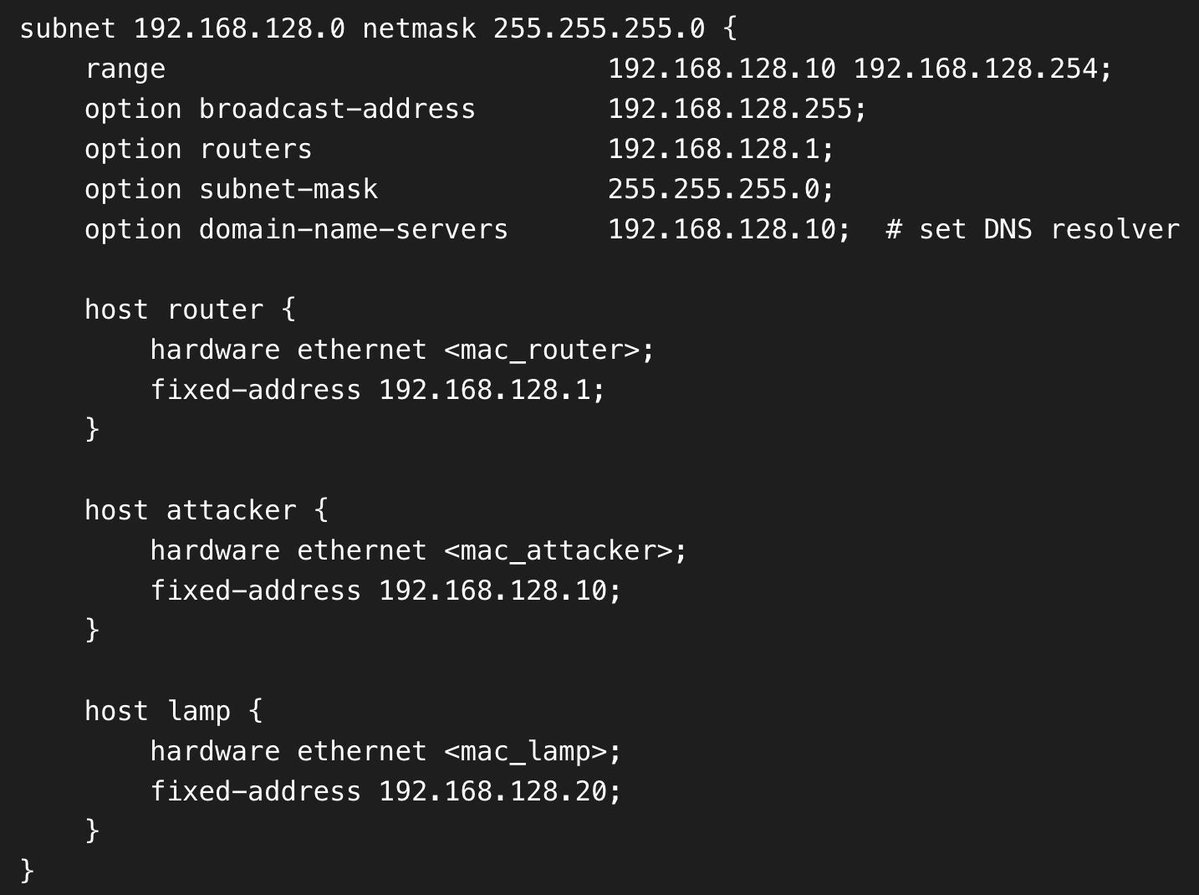 subnet 192.168.128.0 netmask 255.255.255.0 {
    range                           192.168.128.10 192.168.128.254;
    option broadcast-address        192.168.128.255;
    option routers                  192.168.128.1;
    option subnet-mask              255.255.255.0;
    option domain-name-servers      192.168.128.10;  # set DNS resolver

    host router {
        hardware ethernet <mac_router>;
        fixed-address 192.168.128.1;
    }

    host attacker {
        hardware ethernet <mac_attacker>;
        fixed-address 192.168.128.10;
    }

    host lamp {
        hardware ethernet <mac_lamp>;
        fixed-address 192.168.128.20;
    }
}